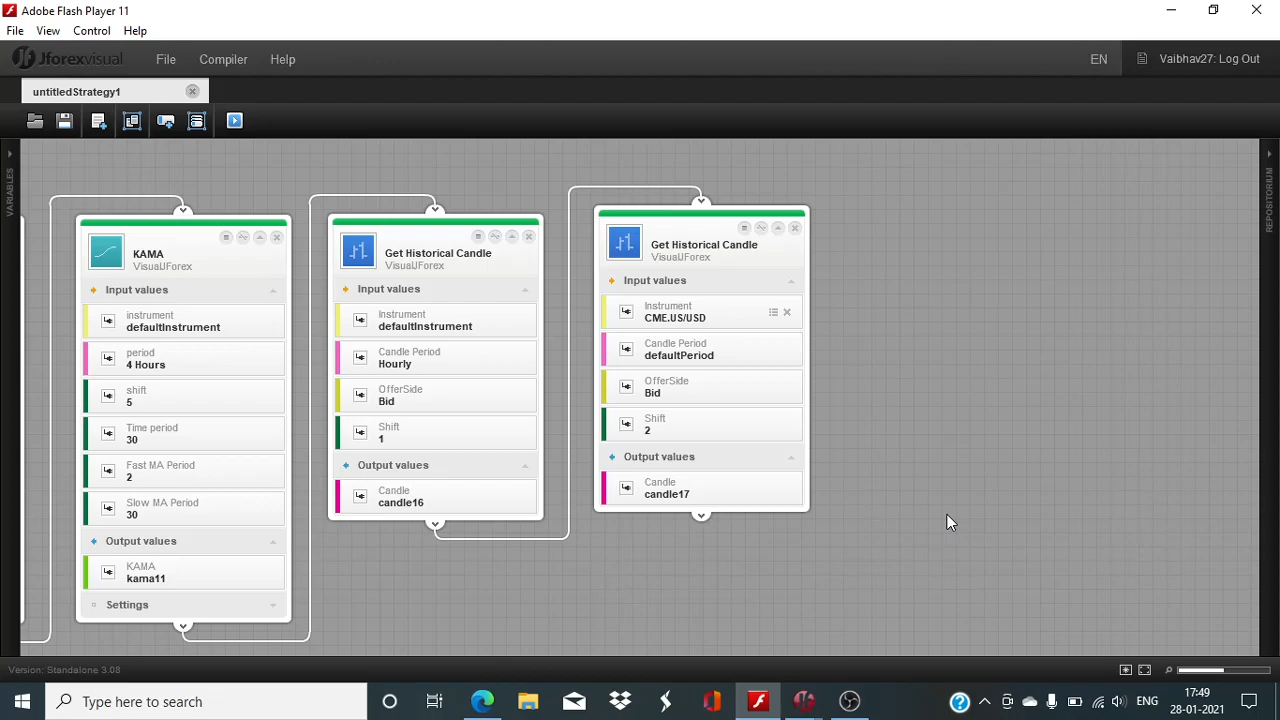 Adobe Flash Player 11
File View Control Help
Jforexvisual File Compiler Help EN Vaibhav27: Log Out
untitledStrategy1
VARIABLES
REPOSITORIUM
KAMA
VisualJForex
Input values
instrument
defaultInstrument
period
4 Hours
shift
5
Time period
30
Fast MA Period
2
Slow MA Period
30
Output values
KAMA
kama11
Settings
Get Historical Candle
VisualJForex
Input values
Instrument
defaultInstrument
Candle Period
Hourly
OfferSide
Bid
Shift
1
Output values
Candle
candle16
Get Historical Candle
VisualJForex
Input values
Instrument
CME.US/USD
Candle Period
defaultPeriod
OfferSide
Bid
Shift
2
Output values
Candle
candle17
Version: Standalone 3.08
Type here to search
ENG
17:49
28-01-2021